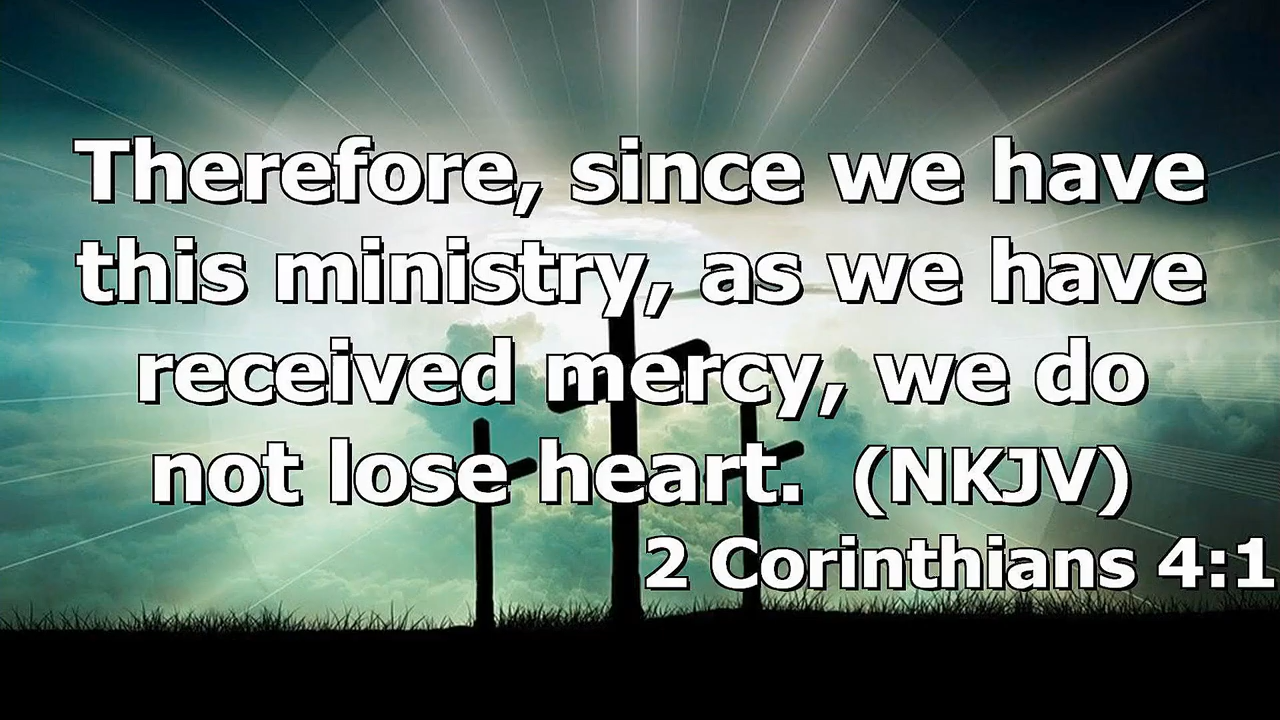 Therefore, since we have
this ministry, as we have
received mercy, we do
not lose heart. (NKJV)
2 Corinthians 4:1